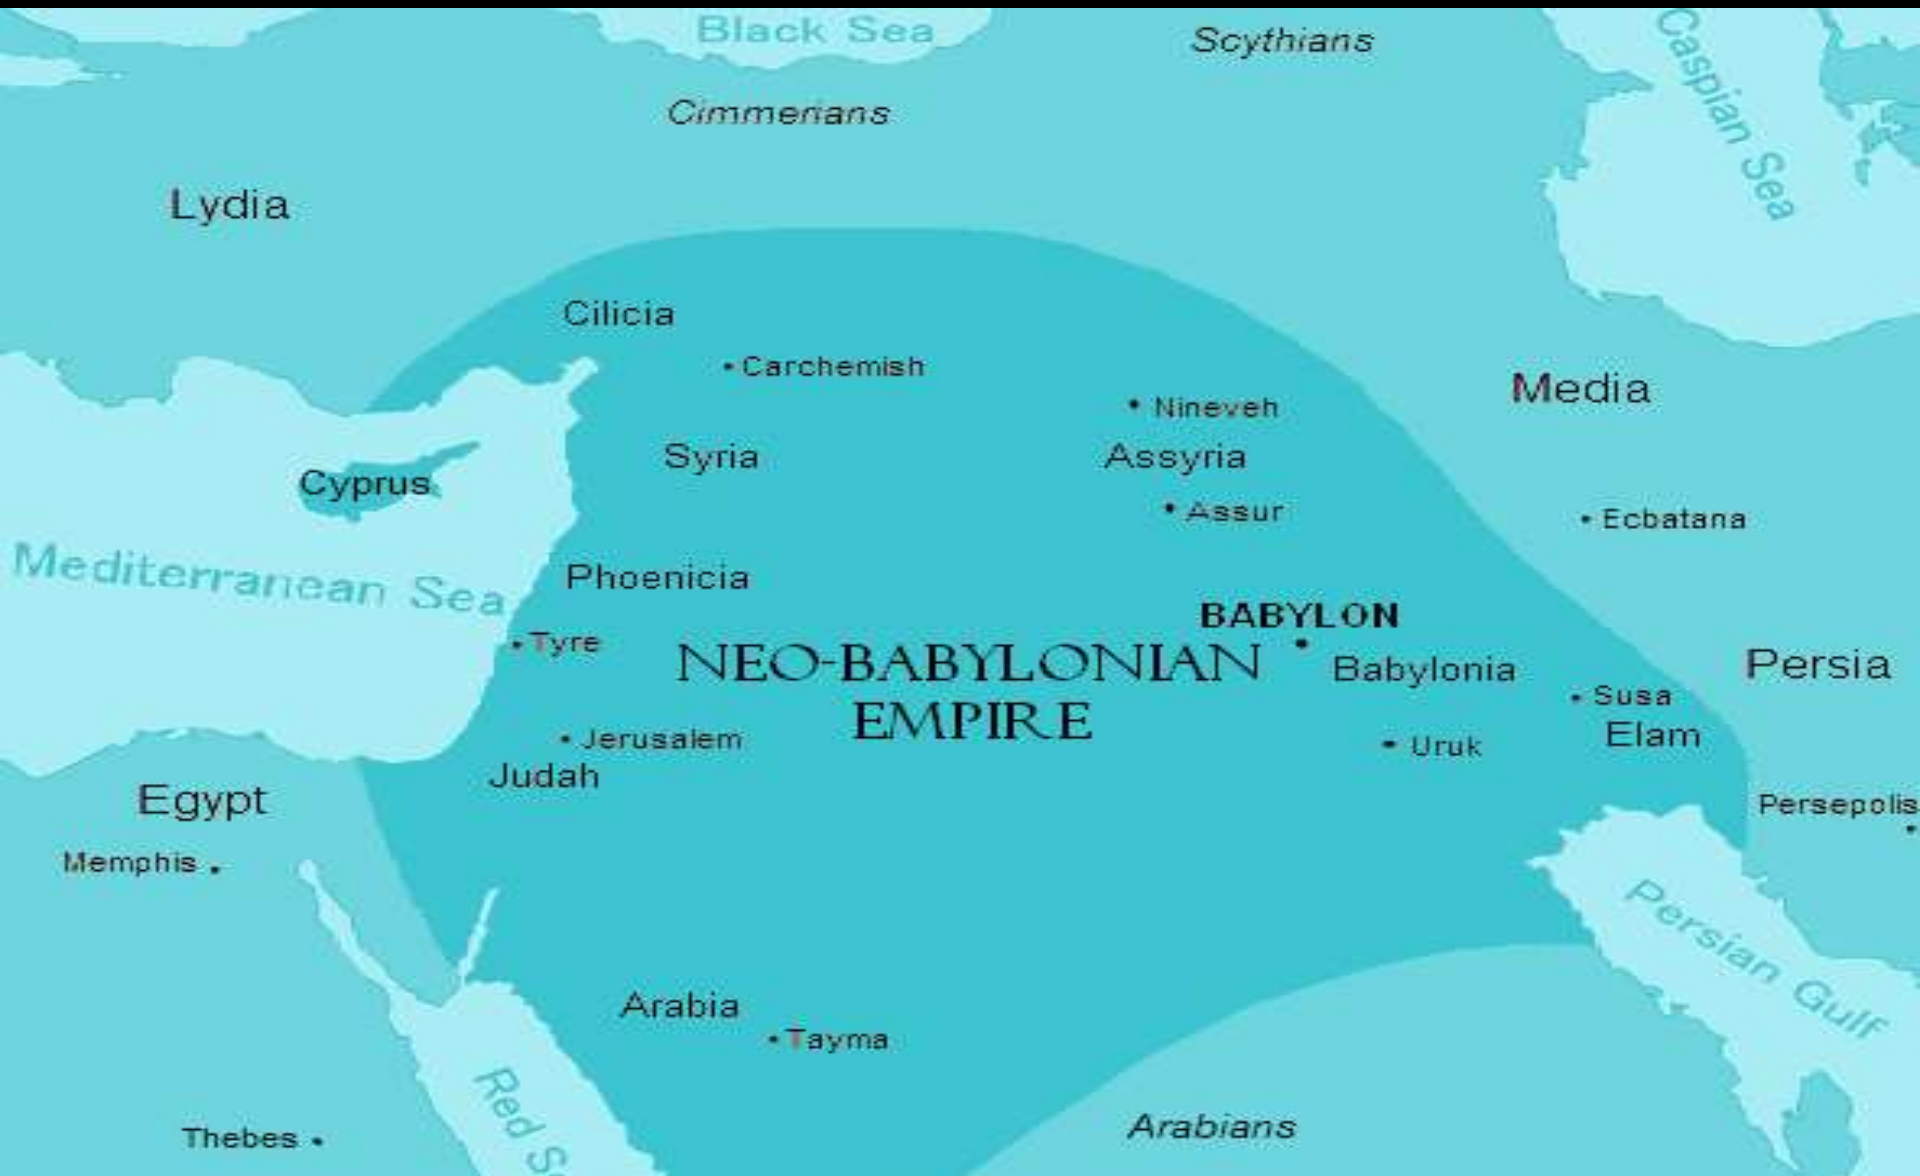 Black Sea
Scythians
Caspian Sea
Cimmerians
Lydia
Cilicia
Carchemish
Media
Nineveh
Syria
Assyria
Cyprus
Assur
Ecbatana
Mediterranean Sea
Phoenicia
BABYLON
Tyre
NEO-BABYLONIAN
EMPIRE
Babylonia
Persia
Susa
Elam
Jerusalem
Uruk
Judah
Egypt
Persepolis
Memphis
Persian Gulf
Arabia
Tayma
Red S
Thebes
Arabians